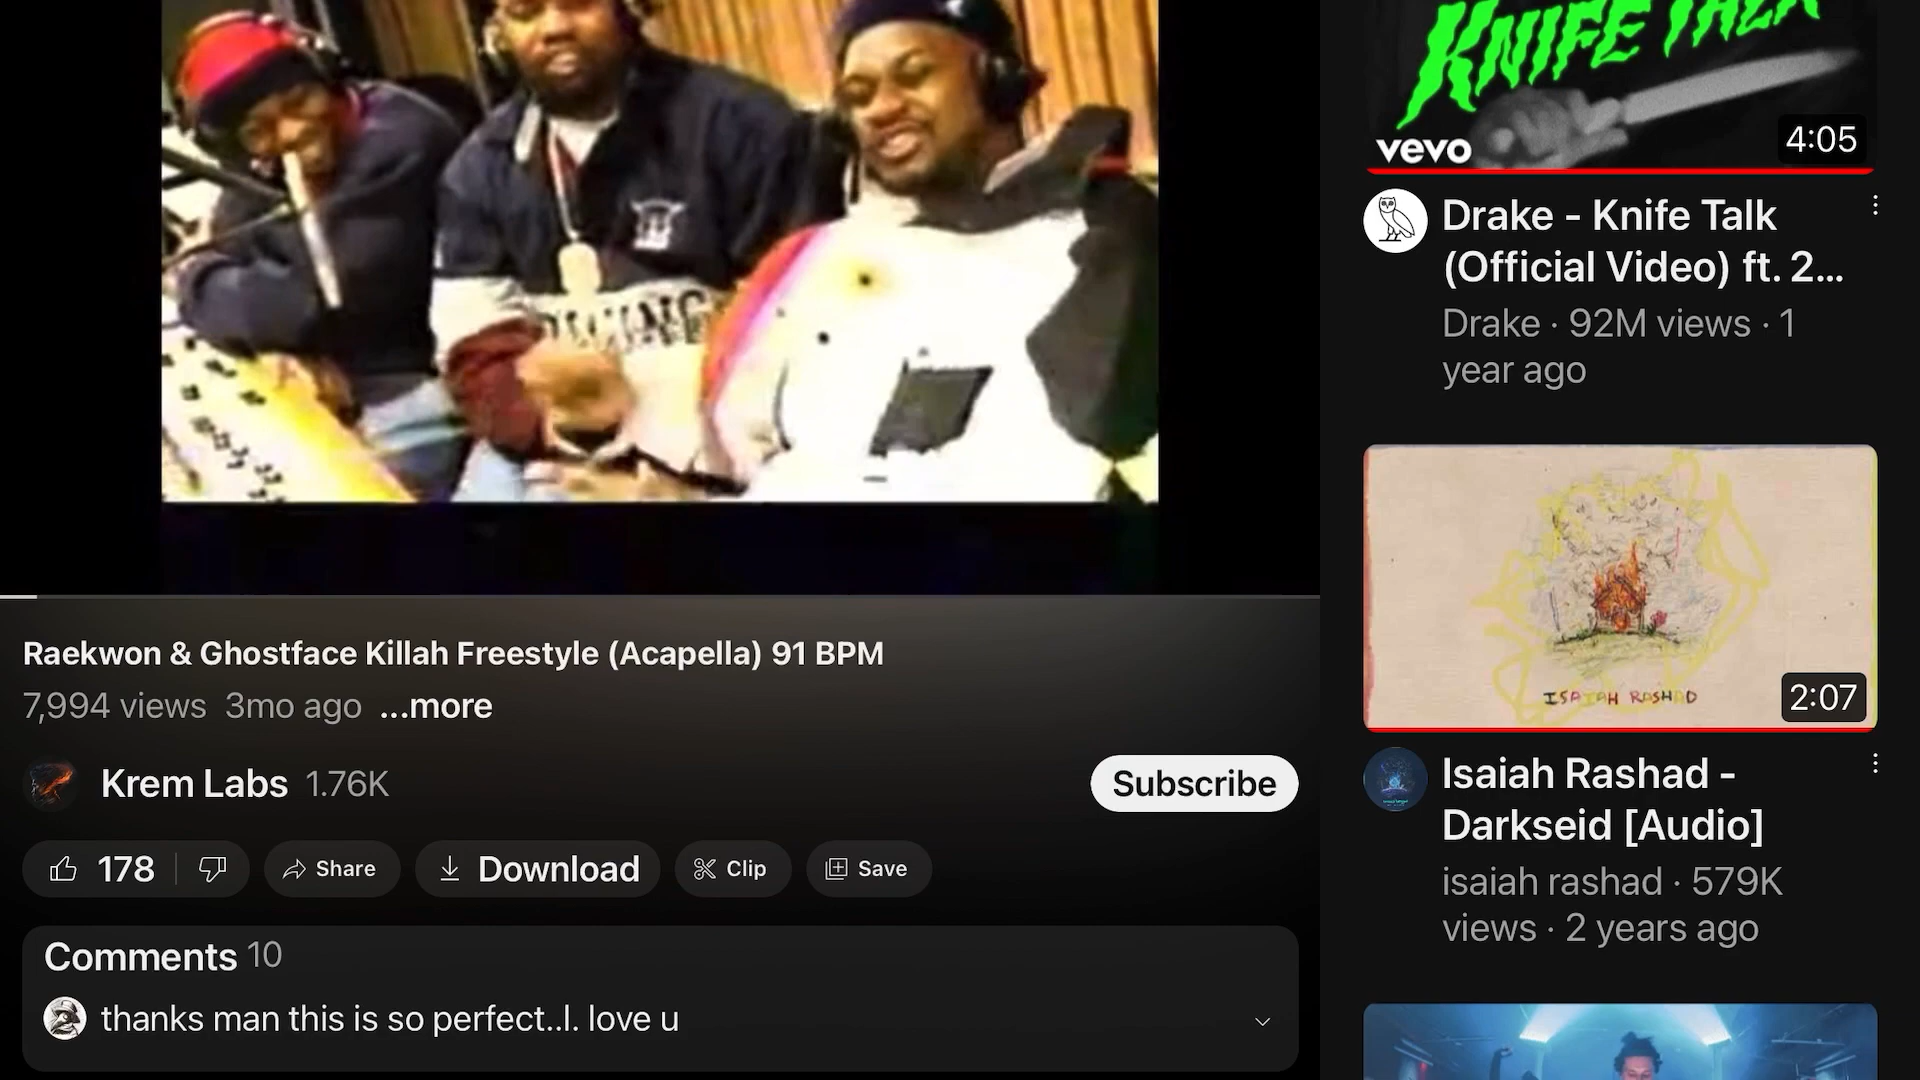 Raekwon & Ghostface Killah Freestyle (Acapella) 91 BPM
7,994 views 3mo ago ...more
Krem Labs 1.76K
Subscribe
178
Share
Download
Clip
Save
Comments 10
thanks man this is so perfect..l. love u
KNIFE TALK
vevo
4:05
Drake - Knife Talk
(Official Video) ft. 2...
Drake · 92M views · 1
year ago
ISAIAH RASHAD
2:07
Isaiah Rashad -
Darkseid [Audio]
isaiah rashad · 579K
views · 2 years ago